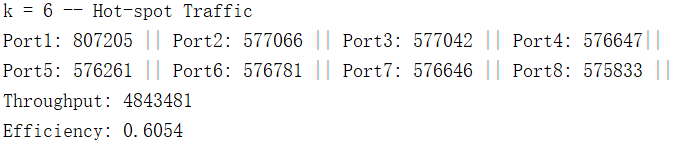 k = 6 -- Hot-spot Traffic
Port1: 807205 || Port2: 577066 || Port3: 577042 || Port4: 576647||
Port5: 576261 || Port6: 576781 || Port7: 576646 || Port8: 575833 ||
Throughput: 4843481
Efficiency: 0.6054